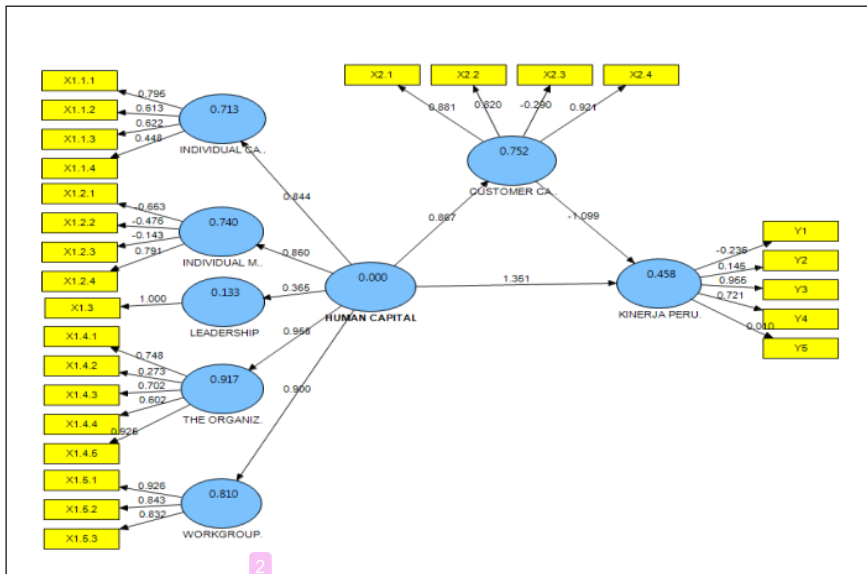 X1.1.1
0.795
X1.1.2
0.613
X1.1.3
0.622
X1.1.4
0.448
0.713
INDIVIDUAL CA..
X1.2.1
-0.663
X1.2.2
-0.476
X1.2.3
-0.143
X1.2.4
0.791
0.740
INDIVIDUAL M..
X1.3
1.000
0.133
LEADERSHIP
X1.4.1
0.748
X1.4.2
0.273
X1.4.3
0.702
X1.4.4
0.602
X1.4.5
0.925
0.917
THE ORGANIZ.
X1.5.1
0.926
X1.5.2
0.843
X1.5.3
0.832
0.810
WORKGROUP.
0.844
0.860
0.365
0.958
0.900
0.000
HUMAN CAPITAL
0.867
1.351
X2.1
X2.2
X2.3
X2.4
0.881
0.820
-0.290
0.921
0.752
CUSTOMER CA..
-1.099
0.458
KINERJA PERU.
-0.236
Y1
0.145
Y2
0.955
Y3
0.721
Y4
0.010
Y5
2